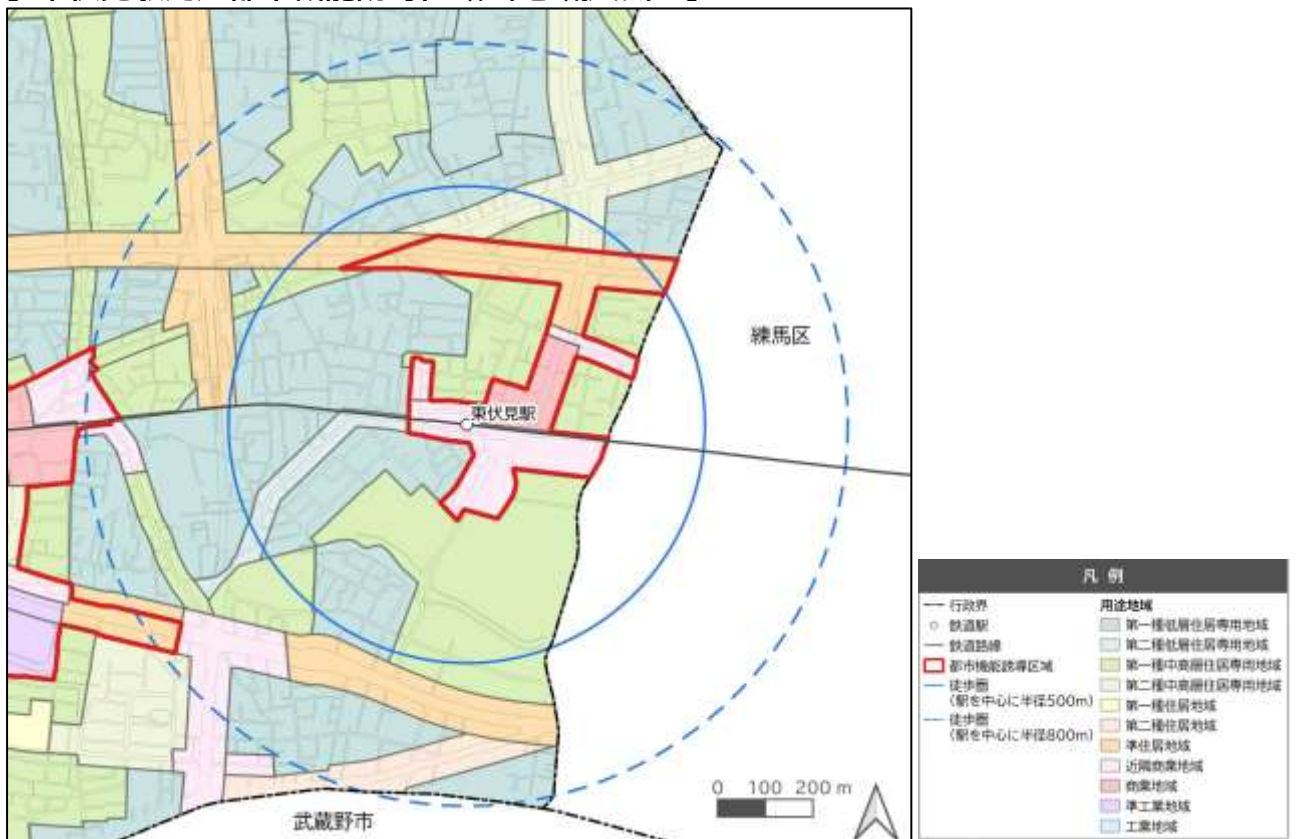 練馬区
東伏見駅
0 100 200 m
武蔵野市
凡 例
行政界
鉄道駅
鉄道路線
都市機能誘導区域
徒歩圏
(駅を中心に半径500m)
徒歩圏
(駅を中心に半径800m)
用途地域
第一種低層住居専用地域
第二種低層住居専用地域
第一種中高層住居専用地域
第二種中高層住居専用地域
第一種住居地域
第二種住居地域
準住居地域
近隣商業地域
商業地域
準工業地域
工業地域